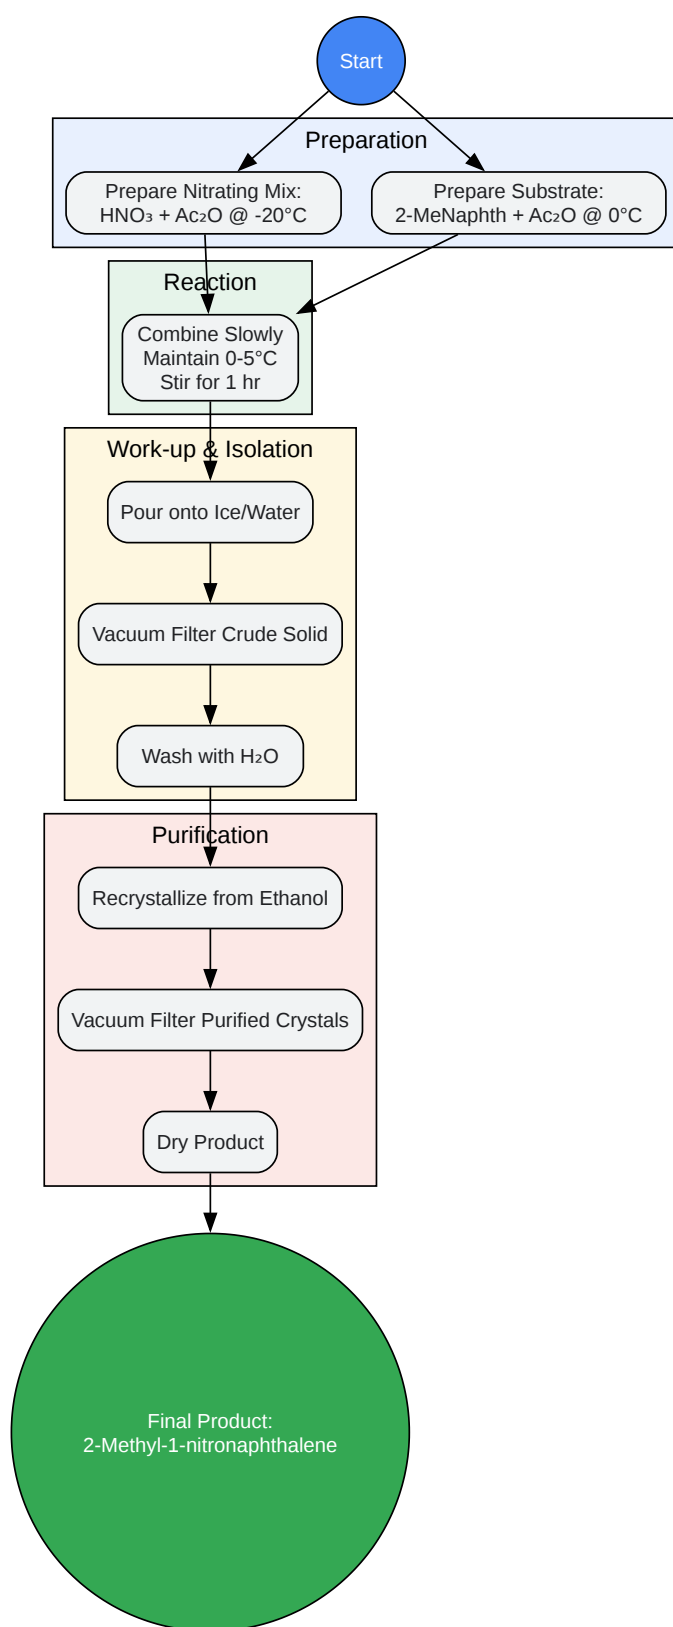 Start
Preparation
Prepare Nitrating Mix:
HNO₃ + Ac₂O @ -20°C
Prepare Substrate:
2-MeNaphth + Ac₂O @ 0°C
Reaction
Combine Slowly
Maintain 0-5°C
Stir for 1 hr
Work-up & Isolation
Pour onto Ice/Water
Vacuum Filter Crude Solid
Wash with H₂O
Purification
Recrystallize from Ethanol
Vacuum Filter Purified Crystals
Dry Product
Final Product:
2-Methyl-1-nitronaphthalene